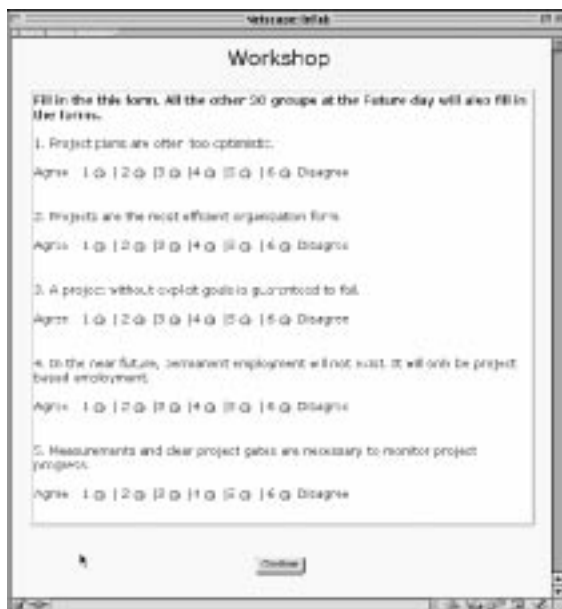 Netscape: Inflab
Workshop
Fill in the this form. All the other 30 groups at the Future day will also fill in
the forms.
1. Project plans are often too optimistic.
Agree 1 | 2 | 3 | 4 | 5 | 6 Disagree
2. Projects are the most efficient organization form.
Agree 1 | 2 | 3 | 4 | 5 | 6 Disagree
3. A project without explicit goals is guaranteed to fail.
Agree 1 | 2 | 3 | 4 | 5 | 6 Disagree
4. In the near future, permanent employment will not exist. It will only be project
based employment.
Agree 1 | 2 | 3 | 4 | 5 | 6 Disagree
5. Measurements and clear project gates are necessary to monitor project
progress.
Agree 1 | 2 | 3 | 4 | 5 | 6 Disagree
Continue